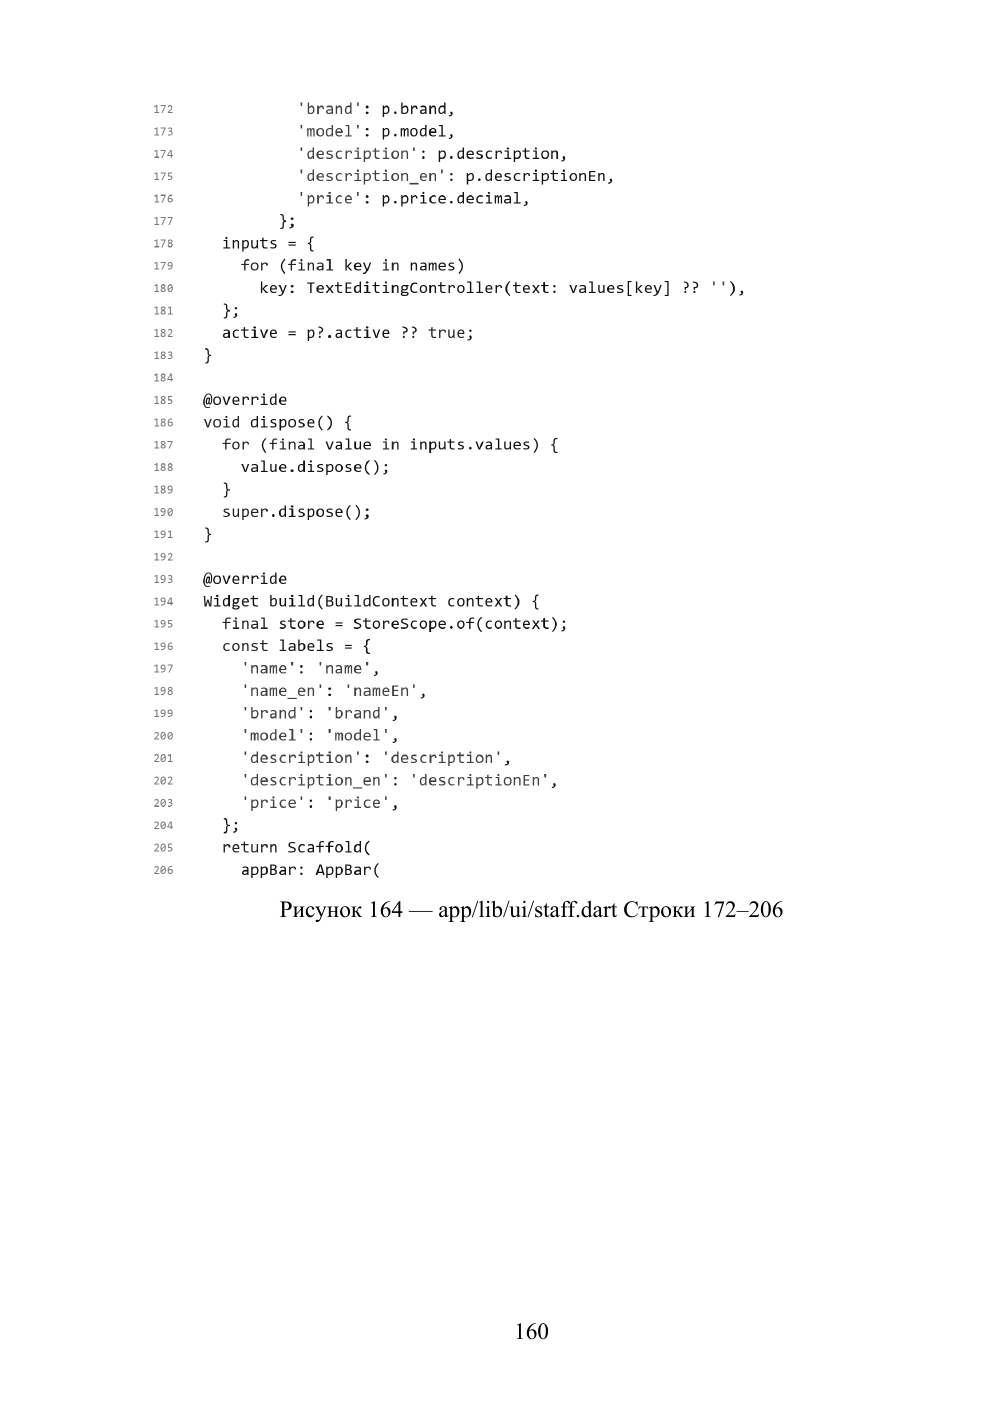 172 'brand': p.brand,
173 'model': p.model,
174 'description': p.description,
175 'description_en': p.descriptionEn,
176 'price': p.price.decimal,
177 };
178 inputs = {
179 for (final key in names)
180 key: TextEditingController(text: values[key] ?? ''),
181 };
182 active = p?.active ?? true;
183 }
184
185 @override
186 void dispose() {
187 for (final value in inputs.values) {
188 value.dispose();
189 }
190 super.dispose();
191 }
192
193 @override
194 Widget build(BuildContext context) {
195 final store = StoreScope.of(context);
196 const labels = {
197 'name': 'name',
198 'name_en': 'nameEn',
199 'brand': 'brand',
200 'model': 'model',
201 'description': 'description',
202 'description_en': 'descriptionEn',
203 'price': 'price',
204 };
205 return Scaffold(
206 appBar: AppBar(
Рисунок 164 — app/lib/ui/staff.dart Строки 172–206
160